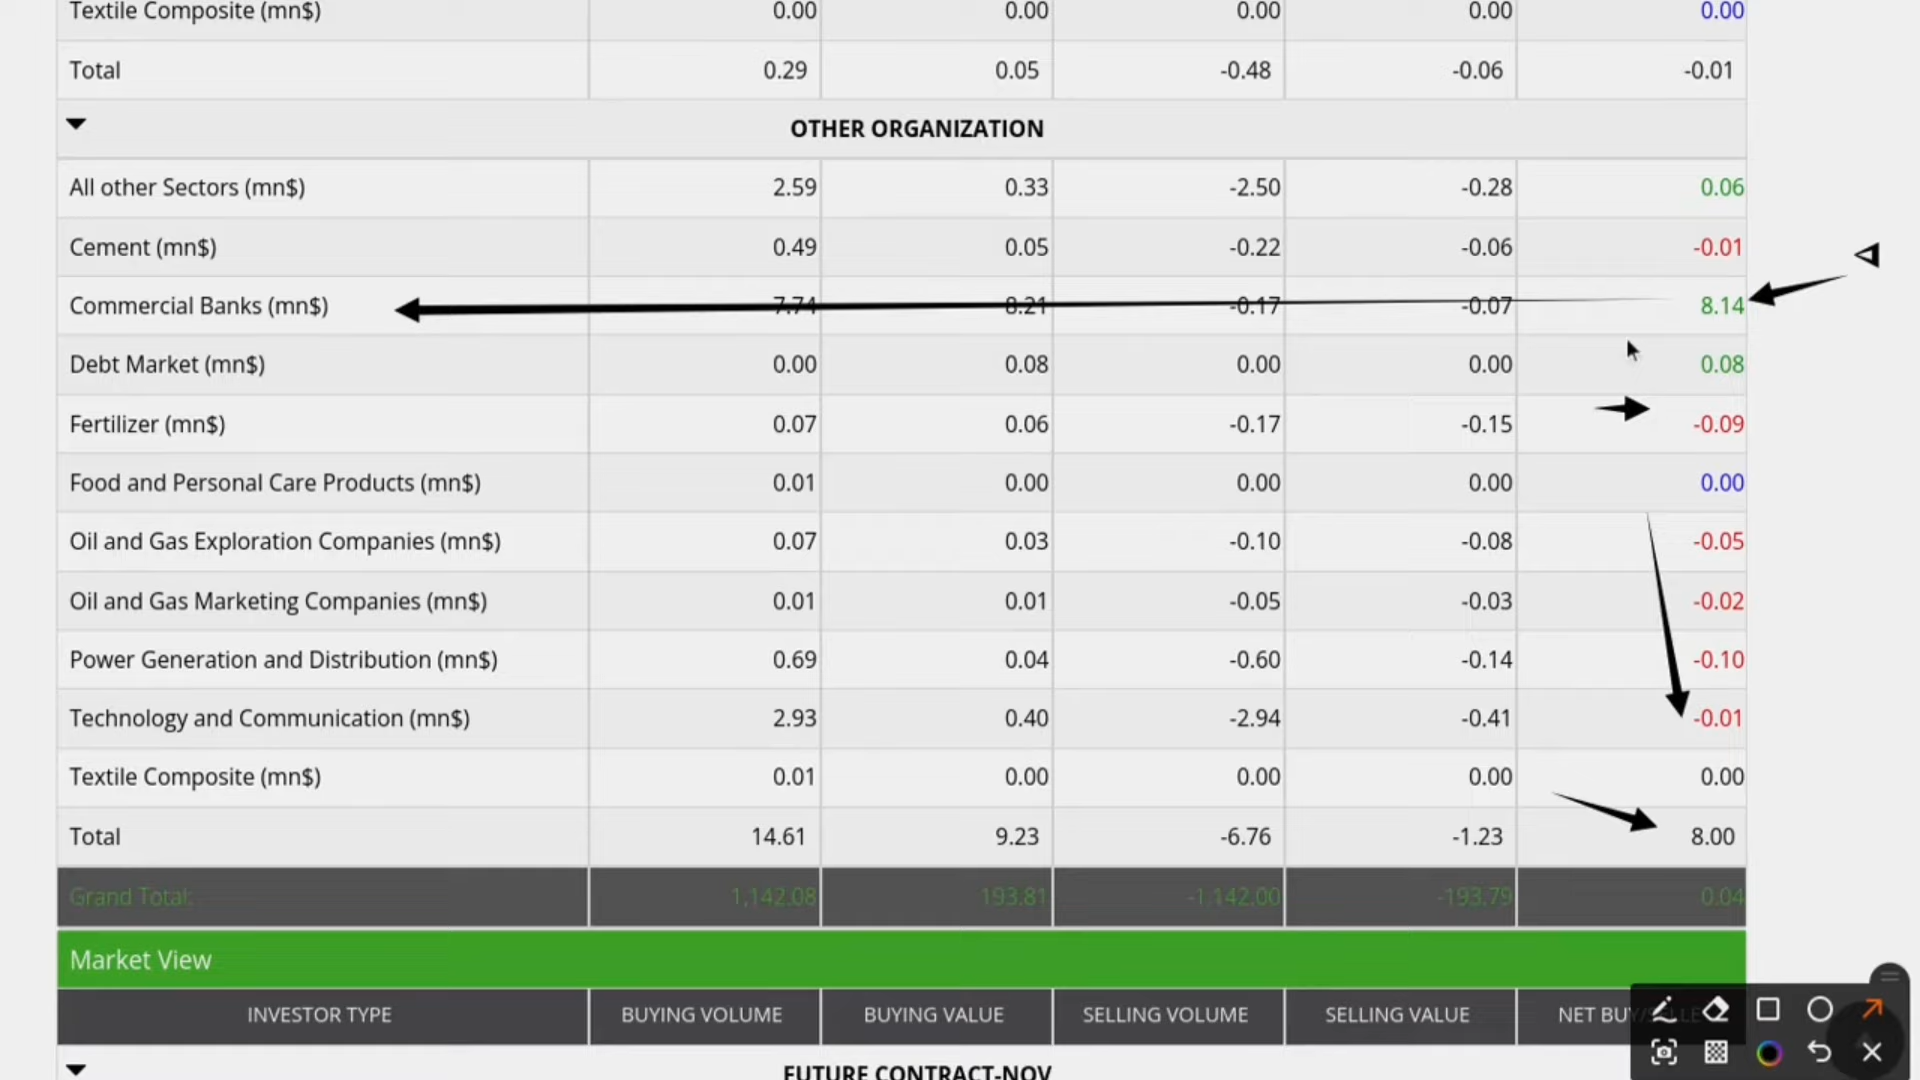 Textile Composite (mn$) 0.00 0.00 0.00 0.00 0.00
Total 0.29 0.05 -0.48 -0.06 -0.01
OTHER ORGANIZATION
All other Sectors (mn$) 2.59 0.33 -2.50 -0.28 0.06
Cement (mn$) 0.49 0.05 -0.22 -0.06 -0.01
Commercial Banks (mn$) 7.74 8.21 -0.17 -0.07 8.14
Debt Market (mn$) 0.00 0.08 0.00 0.00 0.08
Fertilizer (mn$) 0.07 0.06 -0.17 -0.15 -0.09
Food and Personal Care Products (mn$) 0.01 0.00 0.00 0.00 0.00
Oil and Gas Exploration Companies (mn$) 0.07 0.03 -0.10 -0.08 -0.05
Oil and Gas Marketing Companies (mn$) 0.01 0.01 -0.05 -0.03 -0.02
Power Generation and Distribution (mn$) 0.69 0.04 -0.60 -0.14 -0.10
Technology and Communication (mn$) 2.93 0.40 -2.94 -0.41 -0.01
Textile Composite (mn$) 0.01 0.00 0.00 0.00 0.00
Total 14.61 9.23 -6.76 -1.23 8.00
Grand Total: 1,142.08 193.81 -1,142.00 -193.79 0.04
Market View
INVESTOR TYPE BUYING VOLUME BUYING VALUE SELLING VOLUME SELLING VALUE NET
FUTURE CONTRACT-NOV